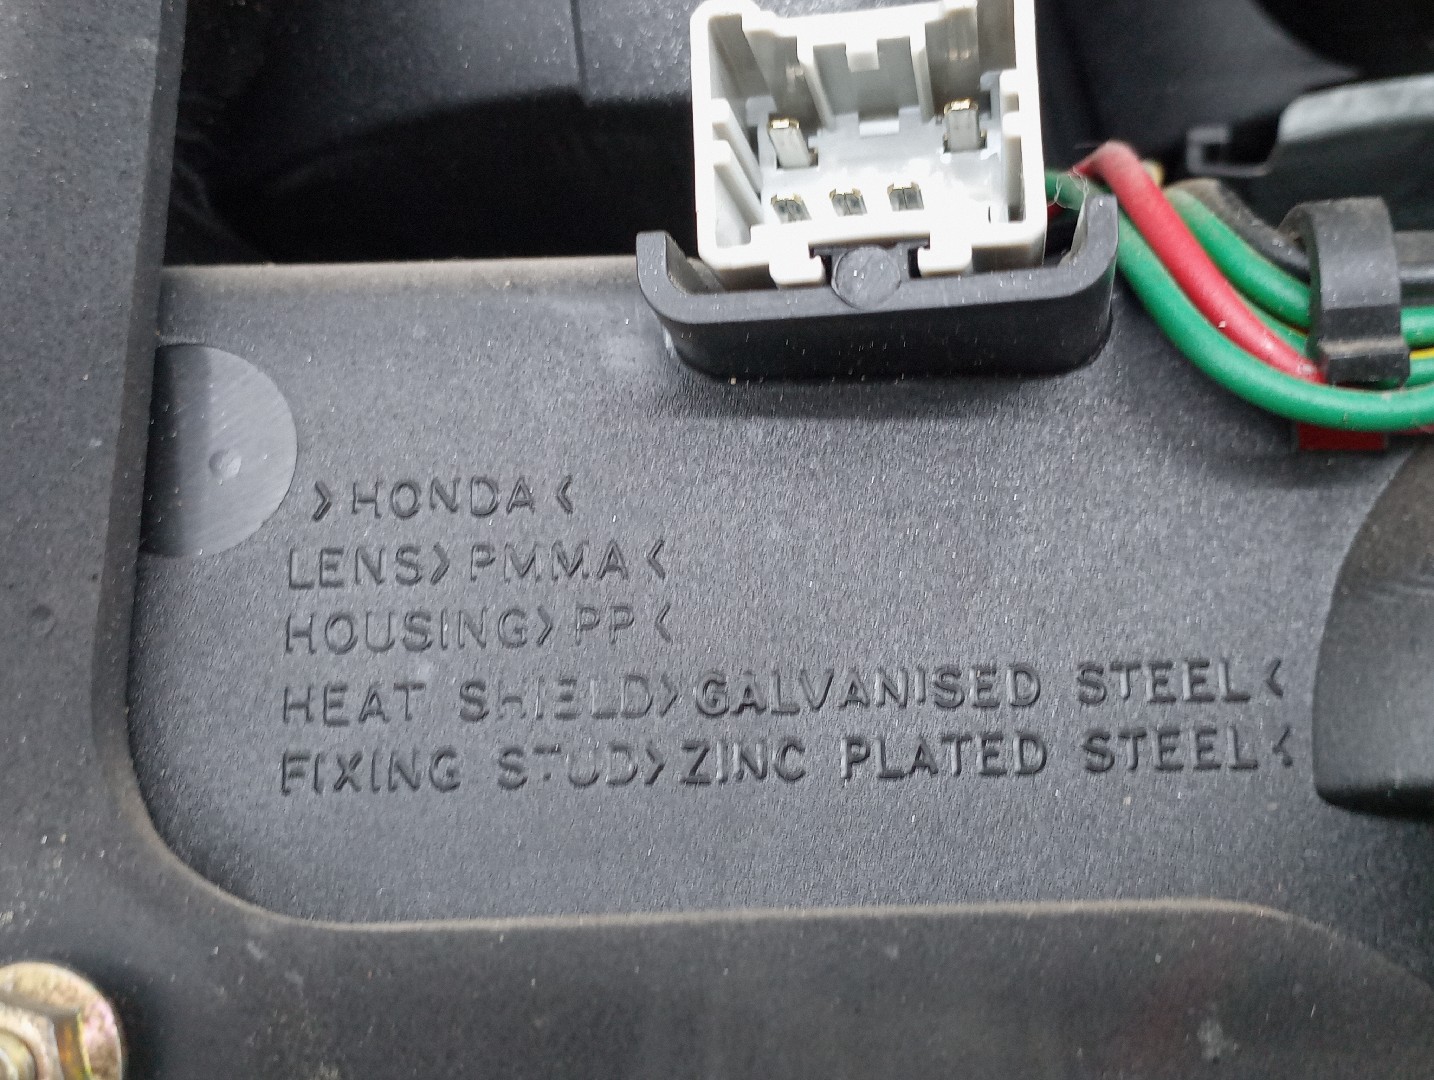 >HONDA<
LENS>PMMA<
HOUSING>PP<
HEAT SHIELD>GALVANISED STEEL<
FIXING STUD>ZINC PLATED STEEL<